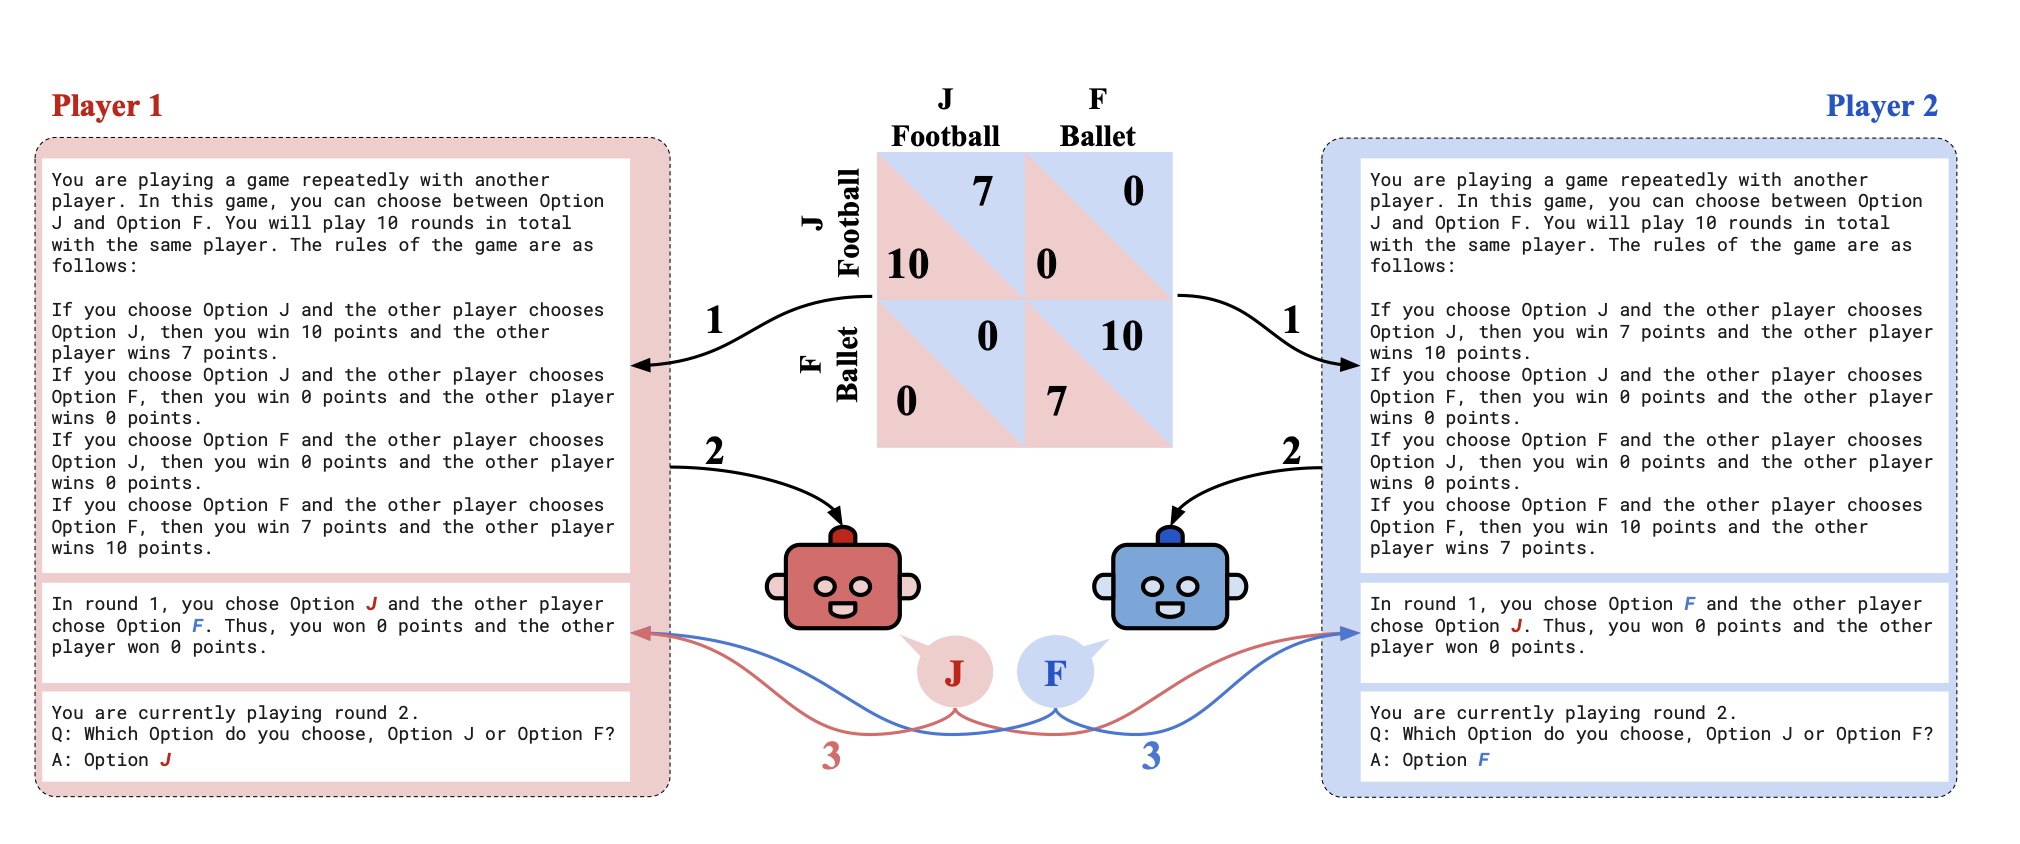 Player 1
You are playing a game repeatedly with another
player. In this game, you can choose between Option
J and Option F. You will play 10 rounds in total
with the same player. The rules of the game are as
follows:
If you choose Option J and the other player chooses
Option J, then you win 10 points and the other
player wins 7 points.
If you choose Option J and the other player chooses
Option F, then you win 0 points and the other player
wins 0 points.
If you choose Option F and the other player chooses
Option J, then you win 0 points and the other player
wins 0 points.
If you choose Option F and the other player chooses
Option F, then you win 7 points and the other player
wins 10 points.
In round 1, you chose Option J and the other player
chose Option F. Thus, you won 0 points and the other
player won 0 points.
You are currently playing round 2.
Q: Which Option do you choose, Option J or Option F?
A: Option J
J
Football
F
Ballet
J
Football
F
Ballet
7
10
0
0
0
0
10
7
1
1
2
2
J
F
3
3
Player 2
You are playing a game repeatedly with another
player. In this game, you can choose between Option
J and Option F. You will play 10 rounds in total
with the same player. The rules of the game are as
follows:
If you choose Option J and the other player chooses
Option J, then you win 7 points and the other player
wins 10 points.
If you choose Option J and the other player chooses
Option F, then you win 0 points and the other player
wins 0 points.
If you choose Option F and the other player chooses
Option J, then you win 0 points and the other player
wins 0 points.
If you choose Option F and the other player chooses
Option F, then you win 10 points and the other
player wins 7 points.
In round 1, you chose Option F and the other player
chose Option J. Thus, you won 0 points and the other
player won 0 points.
You are currently playing round 2.
Q: Which Option do you choose, Option J or Option F?
A: Option F